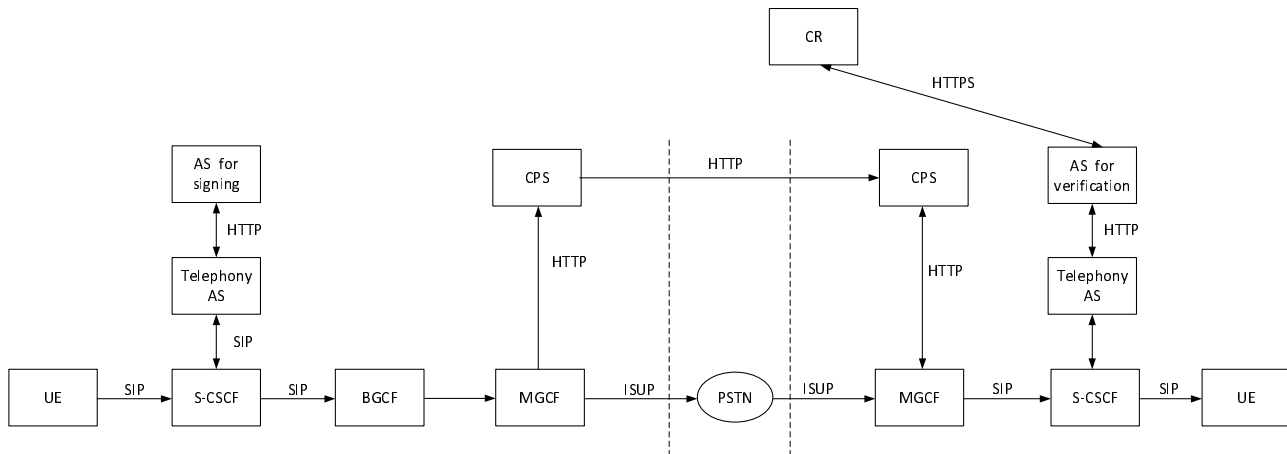 CR
HTTPS
AS for
signing
CPS
HTTP
CPS
AS for
verification
HTTP
HTTP
Telephony
AS
HTTP
HTTP
Telephony
AS
SIP
UE
SIP
S-CSCF
SIP
BGCF
MGCF
ISUP
PSTN
ISUP
MGCF
SIP
S-CSCF
SIP
UE